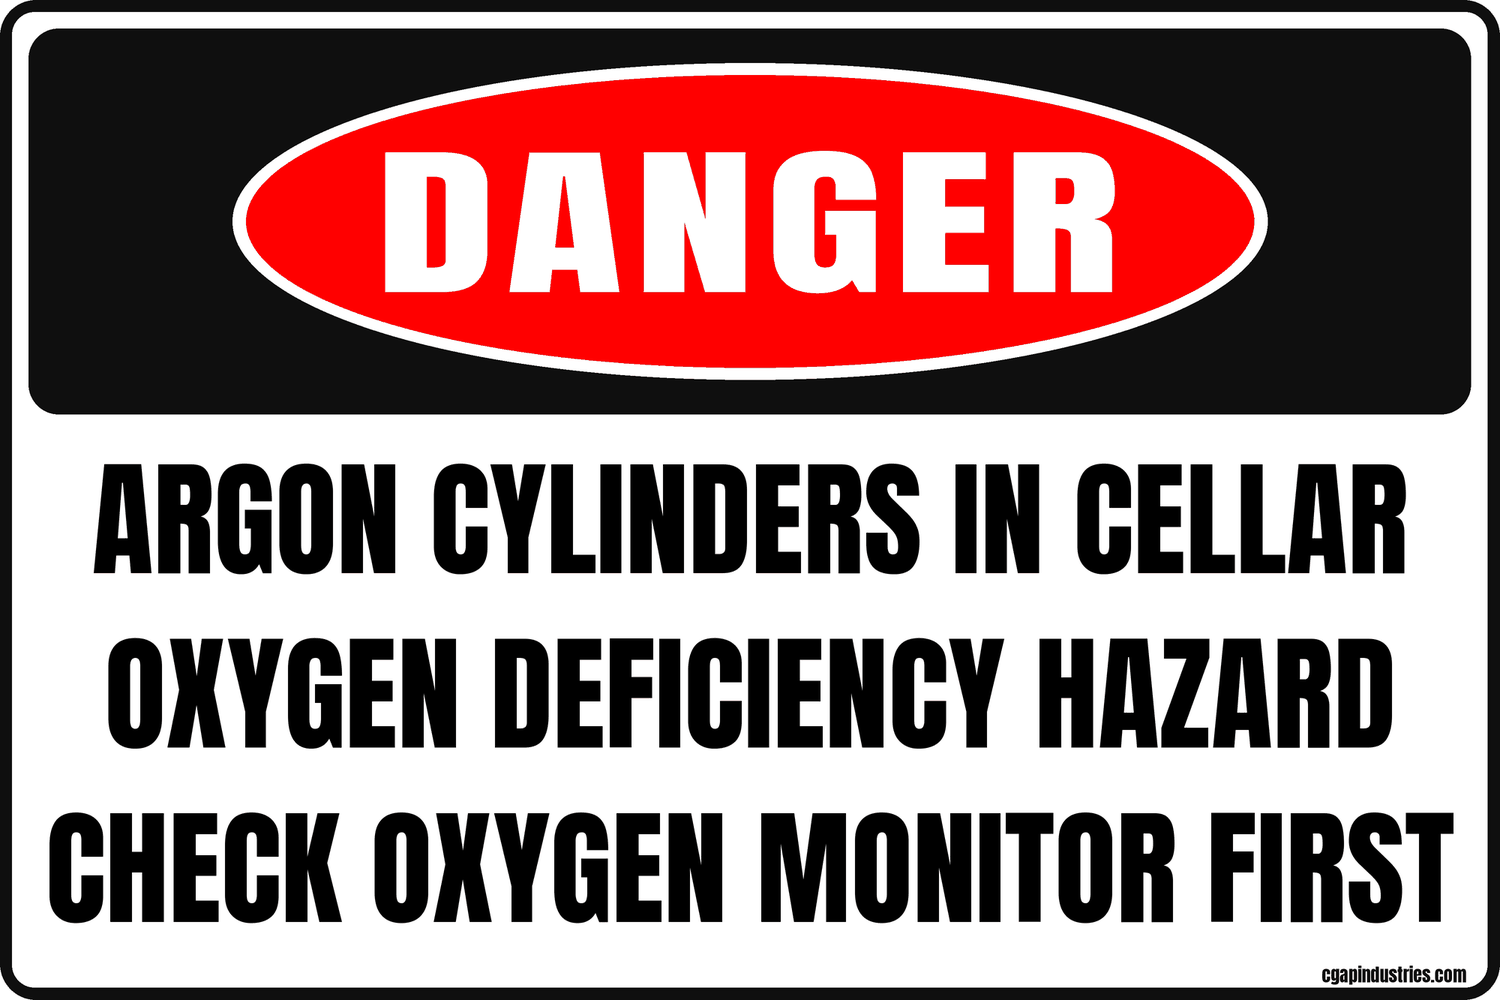 DANGER
ARGON CYLINDERS IN CELLAR
OXYGEN DEFICIENCY HAZARD
CHECK OXYGEN MONITOR FIRST
cgapindustries.com